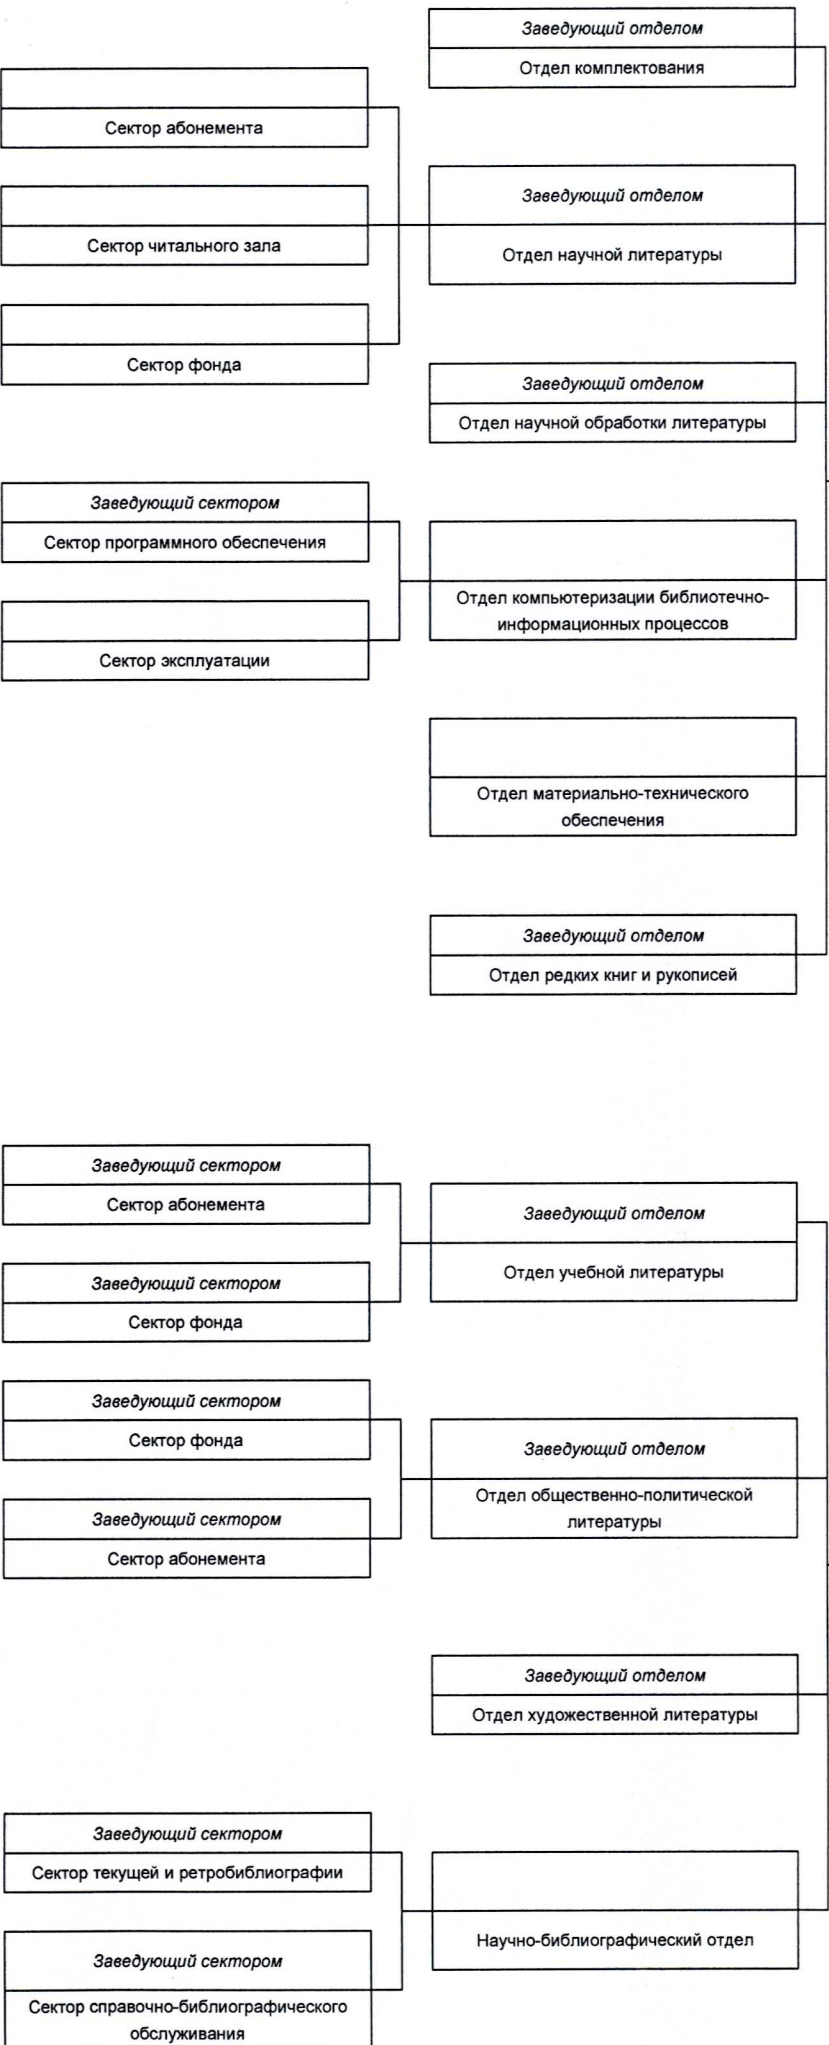 Заведующий отделом
Отдел комплектования
Сектор абонемента
Сектор читального зала
Сектор фонда
Заведующий отделом
Отдел научной литературы
Заведующий отделом
Отдел научной обработки литературы
Заведующий сектором
Сектор программного обеспечения
Сектор эксплуатации
Отдел компьютеризации библиотечно-
информационных процессов
Отдел материально-технического
обеспечения
Заведующий отделом
Отдел редких книг и рукописей
Заведующий сектором
Сектор абонемента
Заведующий сектором
Сектор фонда
Заведующий отделом
Отдел учебной литературы
Заведующий сектором
Сектор фонда
Заведующий сектором
Сектор абонемента
Заведующий отделом
Отдел общественно-политической
литературы
Заведующий отделом
Отдел художественной литературы
Заведующий сектором
Сектор текущей и ретробиблиографии
Заведующий сектором
Сектор справочно-библиографического
обслуживания
Научно-библиографический отдел